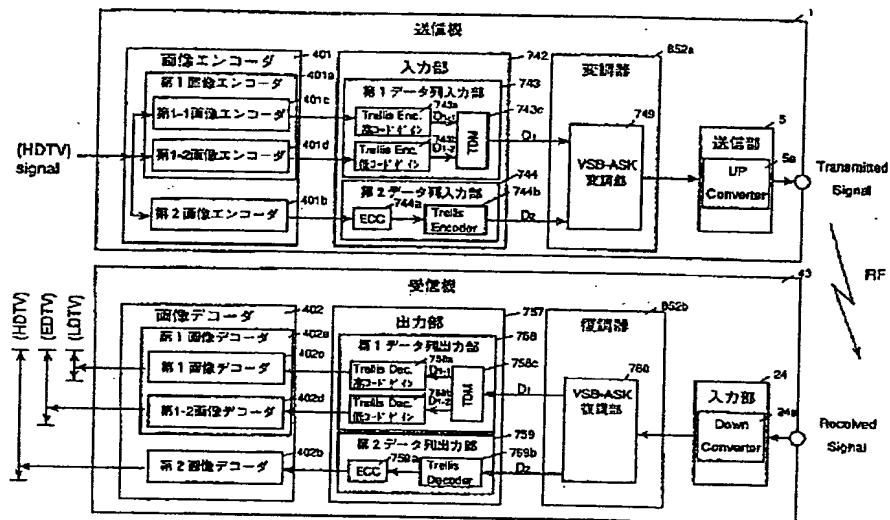 1
送信機
画像エンコーダ
401
第1画像エンコーダ
401a
401c
第1-1画像エンコーダ
401d
第1-2画像エンコーダ
401b
第2画像エンコーダ
(HDTV)
signal
742
入力部
743
第1データ列入力部
743a
743c
Trellis Enc.
高コードゲイン
D1-1
Trellis Enc.
低コードゲイン
D1-2
TDM
D1
744
第2データ列入力部
744a
744b
ECC
Trellis
Encoder
D2
852a
変調器
749
VSB-ASK
変調部
5
送信部
5a
UP
Converter
Transmitted
Signal
RF
43
受信機
(HDTV)
(EDTV)
(LDTV)
画像デコーダ
402
第1画像デコーダ
402a
402c
第1画像デコーダ
402d
第1-2画像デコーダ
402b
第2画像デコーダ
757
出力部
758
第1データ列出力部
758a
758c
Trellis Dec.
高コードゲイン
D1-1
Trellis Dec.
低コードゲイン
D1-2
TDM
D1
759
第2データ列出力部
759a
759b
ECC
Trellis
Decoder
D2
852b
復調器
760
VSB-ASK
復調部
24
入力部
24a
Down
Converter
Received
Signal